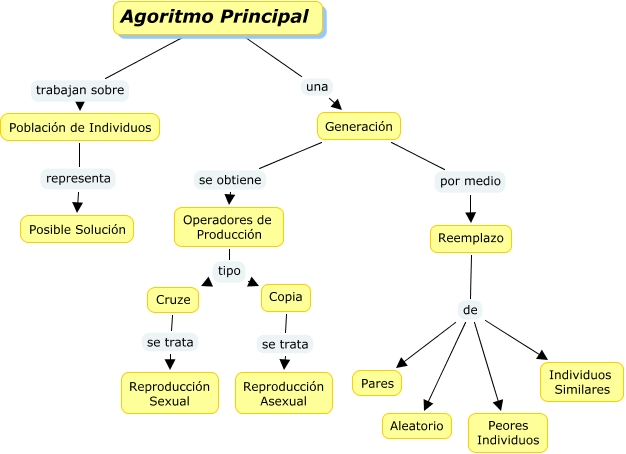 Agoritmo Principal
trabajan sobre
una
Población de Individuos
Generación
representa
se obtiene
por medio
Posible Solución
Operadores de
Producción
Reemplazo
tipo
Cruze
Copia
de
se trata
se trata
Reproducción
Sexual
Reproducción
Asexual
Pares
Individuos
Similares
Aleatorio
Peores
Individuos